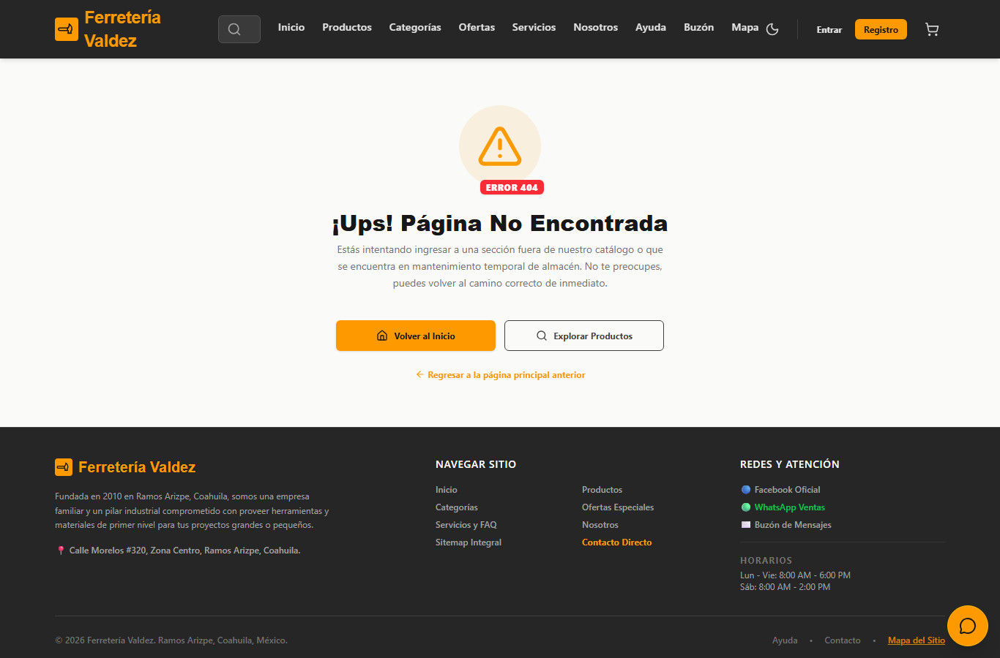 Ferretería
Valdez
Inicio Productos Categorías Ofertas Servicios Nosotros Ayuda Buzón Mapa Entrar Registro
ERROR 404
¡Ups! Página No Encontrada
Estás intentando ingresar a una sección fuera de nuestro catálogo o que
se encuentra en mantenimiento temporal de almacén. No te preocupes,
puedes volver al camino correcto de inmediato.
Volver al Inicio
Explorar Productos
← Regresar a la página principal anterior
Ferretería Valdez
Fundada en 2010 en Ramos Arizpe, Coahuila, somos una empresa
familiar y un pilar industrial comprometido con proveer herramientas y
materiales de primer nivel para tus proyectos grandes o pequeños.
📍 Calle Morelos #320, Zona Centro, Ramos Arizpe, Coahuila.
NAVEGAR SITIO
Inicio
Productos
Categorías
Ofertas Especiales
Servicios y FAQ
Nosotros
Sitemap Integral
Contacto Directo
REDES Y ATENCIÓN
Facebook Oficial
WhatsApp Ventas
Buzón de Mensajes
HORARIOS
Lun - Vie: 8:00 AM - 6:00 PM
Sáb: 8:00 AM - 2:00 PM
© 2026 Ferretería Valdez. Ramos Arizpe, Coahuila, México.
Ayuda • Contacto • Mapa del Sitio